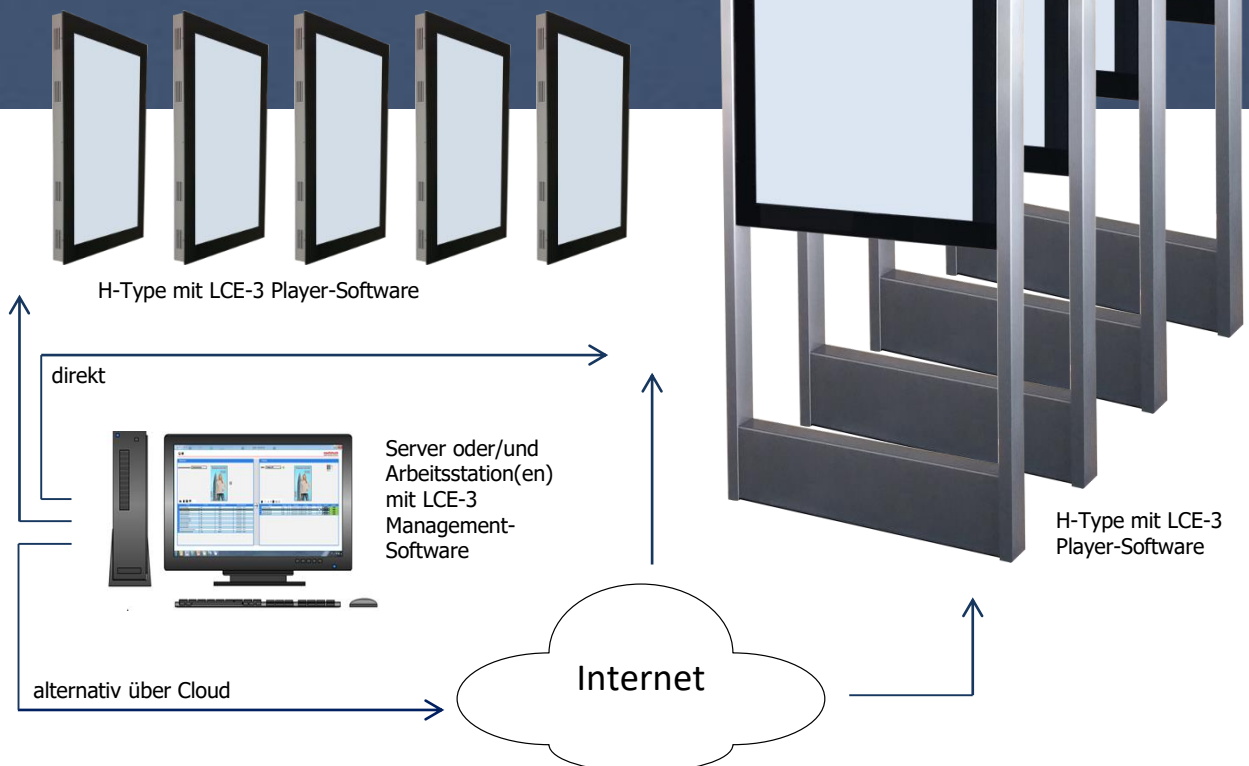 H-Type mit LCE-3 Player-Software
direkt
Server oder/und
Arbeitsstation(en)
mit LCE-3
Management-
Software
H-Type mit LCE-3
Player-Software
Internet
alternativ über Cloud